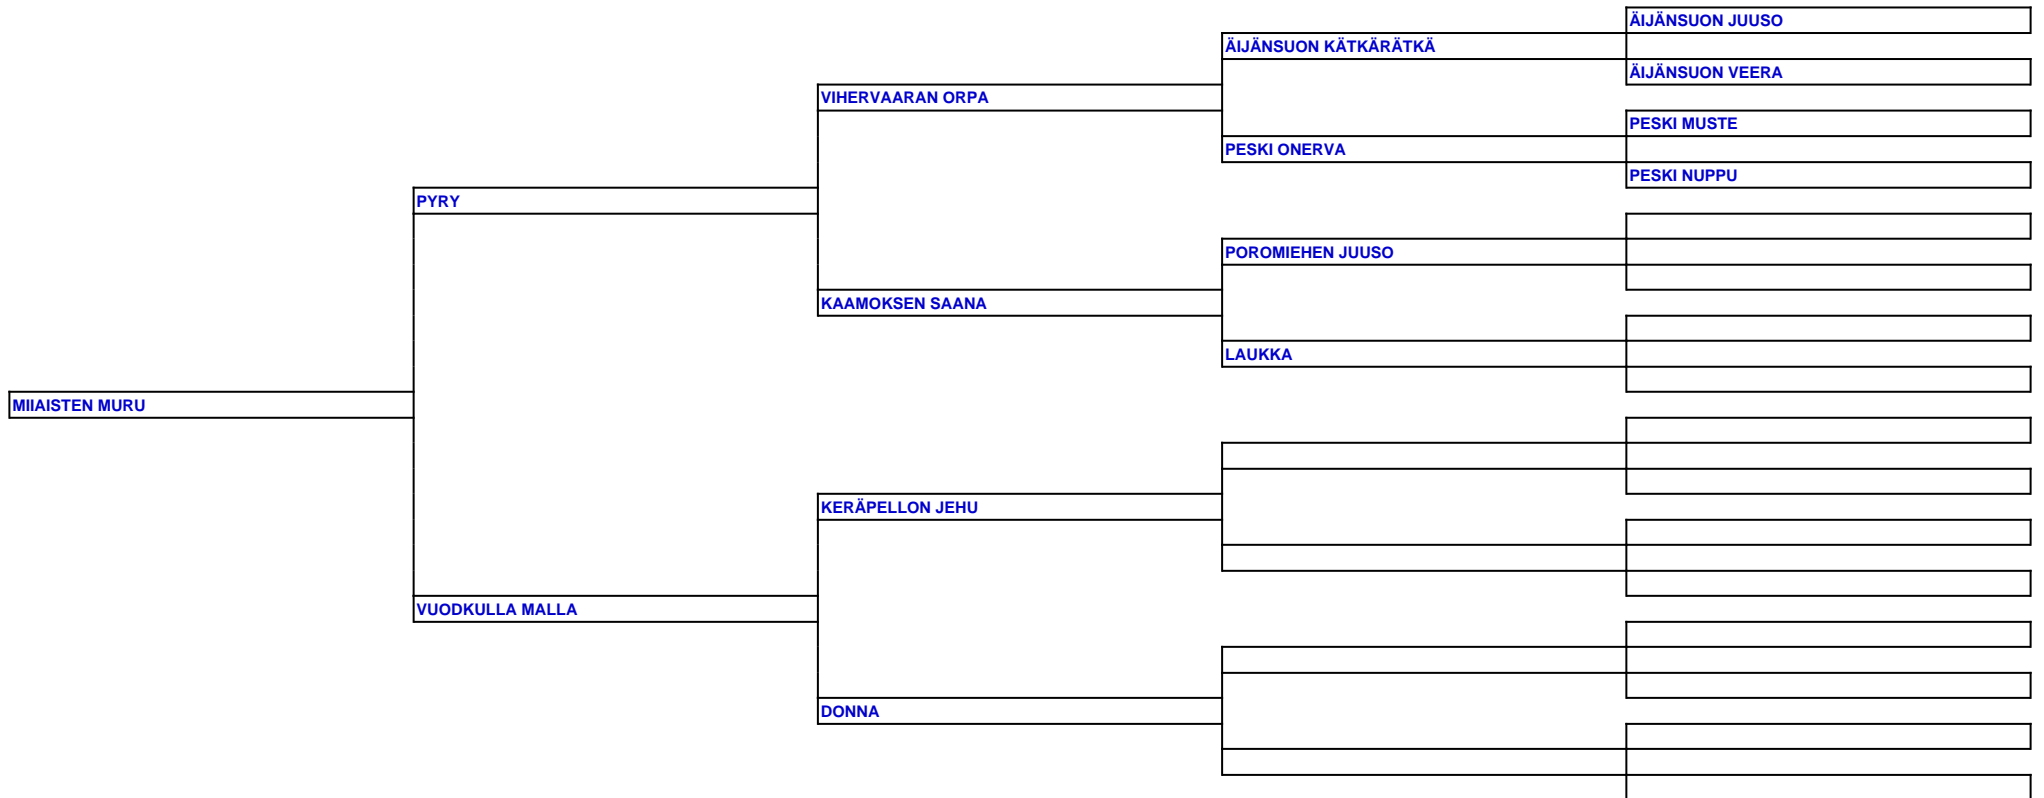 ÄIJÄNSUON JUUSO
ÄIJÄNSUON KÄTKÄRÄTKÄ
ÄIJÄNSUON VEERA
VIHERVAARAN ORPA
PESKI MUSTE
PESKI ONERVA
PESKI NUPPU
PYRY
POROMIEHEN JUUSO
KAAMOKSEN SAANA
LAUKKA
MIIAISTEN MURU
KERÄPELLON JEHU
VUODKULLA MALLA
DONNA